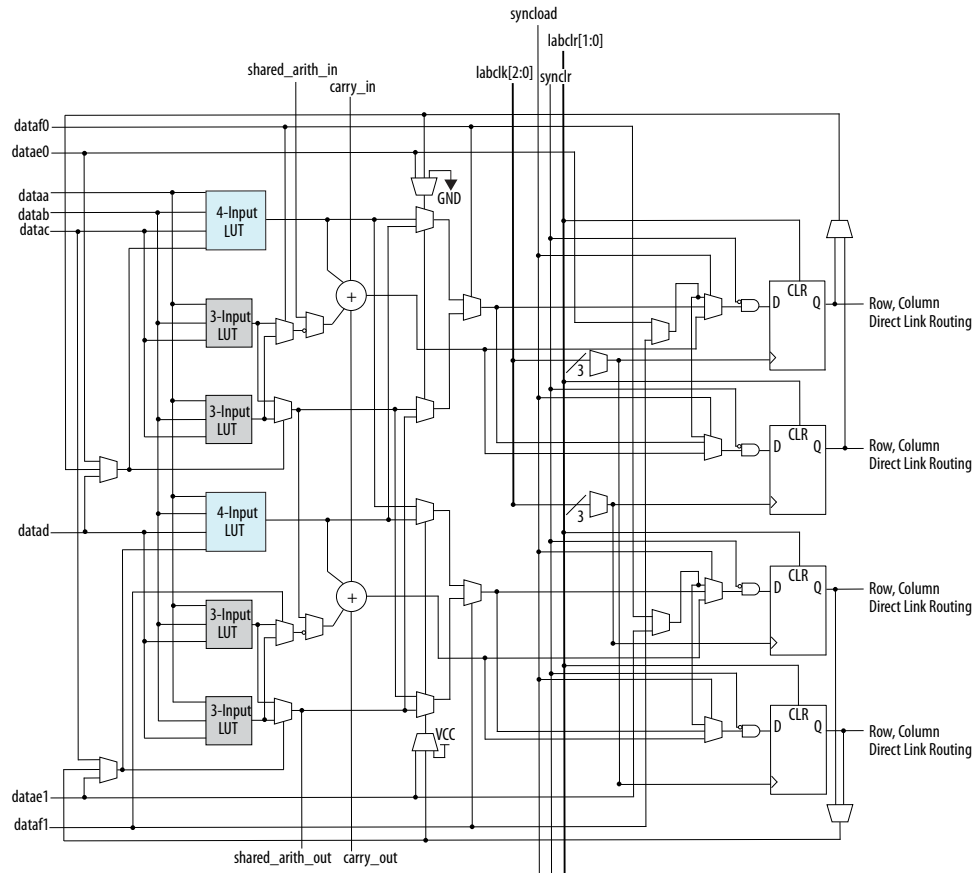 syncload
labclr[1:0]
shared_arith_in
labclk[2:0]
synclr
carry_in
dataf0
datae0
dataa
datab
datac
GND
4-Input
LUT
CLR
D
Q
Row, Column
Direct Link Routing
+
3-Input
LUT
3
3-Input
LUT
CLR
D
Q
Row, Column
Direct Link Routing
4-Input
LUT
3
datad
CLR
D
Q
Row, Column
Direct Link Routing
+
3-Input
LUT
3-Input
LUT
CLR
D
Q
Row, Column
Direct Link Routing
VCC
datae1
dataf1
shared_arith_out
carry_out